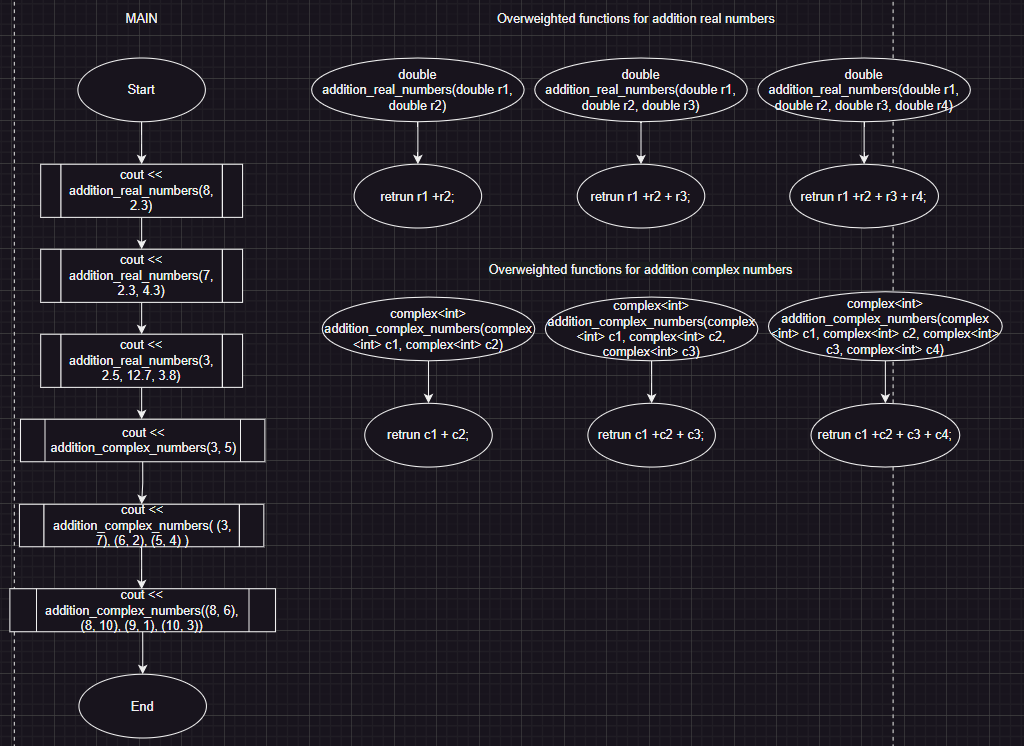 MAIN
Start
cout <<
addition_real_numbers(8,
2.3)
cout <<
addition_real_numbers(7,
2.3, 4.3)
cout <<
addition_real_numbers(3,
2.5, 12.7, 3.8)
cout <<
addition_complex_numbers(3, 5)
cout <<
addition_complex_numbers( (3,
7), (6, 2), (5, 4) )
cout <<
addition_complex_numbers((8, 6),
(8, 10), (9, 1), (10, 3))
End
Overweighted functions for addition real numbers
double
addition_real_numbers(double r1,
double r2)
retrun r1 +r2;
double
addition_real_numbers(double r1,
double r2, double r3)
retrun r1 +r2 + r3;
double
addition_real_numbers(double r1,
double r2, double r3, double r4)
retrun r1 +r2 + r3 + r4;
Overweighted functions for addition complex numbers
complex<int>
addition_complex_numbers(complex
<int> c1, complex<int> c2)
retrun c1 + c2;
complex<int>
addition_complex_numbers(complex
<int> c1, complex<int> c2,
complex<int> c3)
retrun c1 +c2 + c3;
complex<int>
addition_complex_numbers(complex
<int> c1, complex<int> c2, complex<int>
c3, complex<int> c4)
retrun c1 +c2 + c3 + c4;